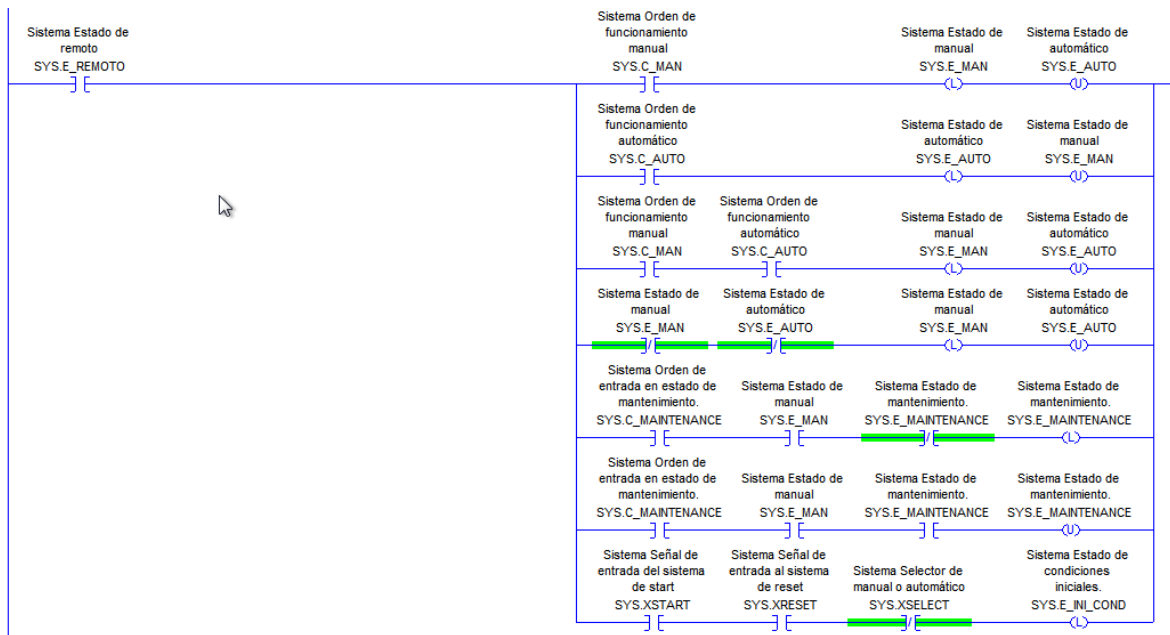 Sistema Estado de
remoto
SYS.E_REMOTO
Sistema Orden de
funcionamiento
manual
SYS.C_MAN
Sistema Estado de
manual
SYS.E_MAN
Sistema Estado de
automático
SYS.E_AUTO
L
U
Sistema Orden de
funcionamiento
automático
SYS.C_AUTO
Sistema Estado de
automático
SYS.E_AUTO
Sistema Estado de
manual
SYS.E_MAN
L
U
Sistema Orden de
funcionamiento
manual
SYS.C_MAN
Sistema Orden de
funcionamiento
automático
SYS.C_AUTO
Sistema Estado de
manual
SYS.E_MAN
Sistema Estado de
automático
SYS.E_AUTO
L
U
Sistema Estado de
manual
SYS.E_MAN
Sistema Estado de
automático
SYS.E_AUTO
Sistema Estado de
manual
SYS.E_MAN
Sistema Estado de
automático
SYS.E_AUTO
L
U
Sistema Orden de
entrada en estado de
mantenimiento.
SYS.C_MAINTENANCE
Sistema Estado de
manual
SYS.E_MAN
Sistema Estado de
mantenimiento.
SYS.E_MAINTENANCE
Sistema Estado de
mantenimiento.
SYS.E_MAINTENANCE
L
Sistema Orden de
entrada en estado de
mantenimiento.
SYS.C_MAINTENANCE
Sistema Estado de
manual
SYS.E_MAN
Sistema Estado de
mantenimiento.
SYS.E_MAINTENANCE
Sistema Estado de
mantenimiento.
SYS.E_MAINTENANCE
U
Sistema Señal de
entrada del sistema
de start
SYS.XSTART
Sistema Señal de
entrada al sistema
de reset
SYS.XRESET
Sistema Selector de
manual o automático
SYS.XSELECT
Sistema Estado de
condiciones
iniciales.
SYS.E_INI_COND
L